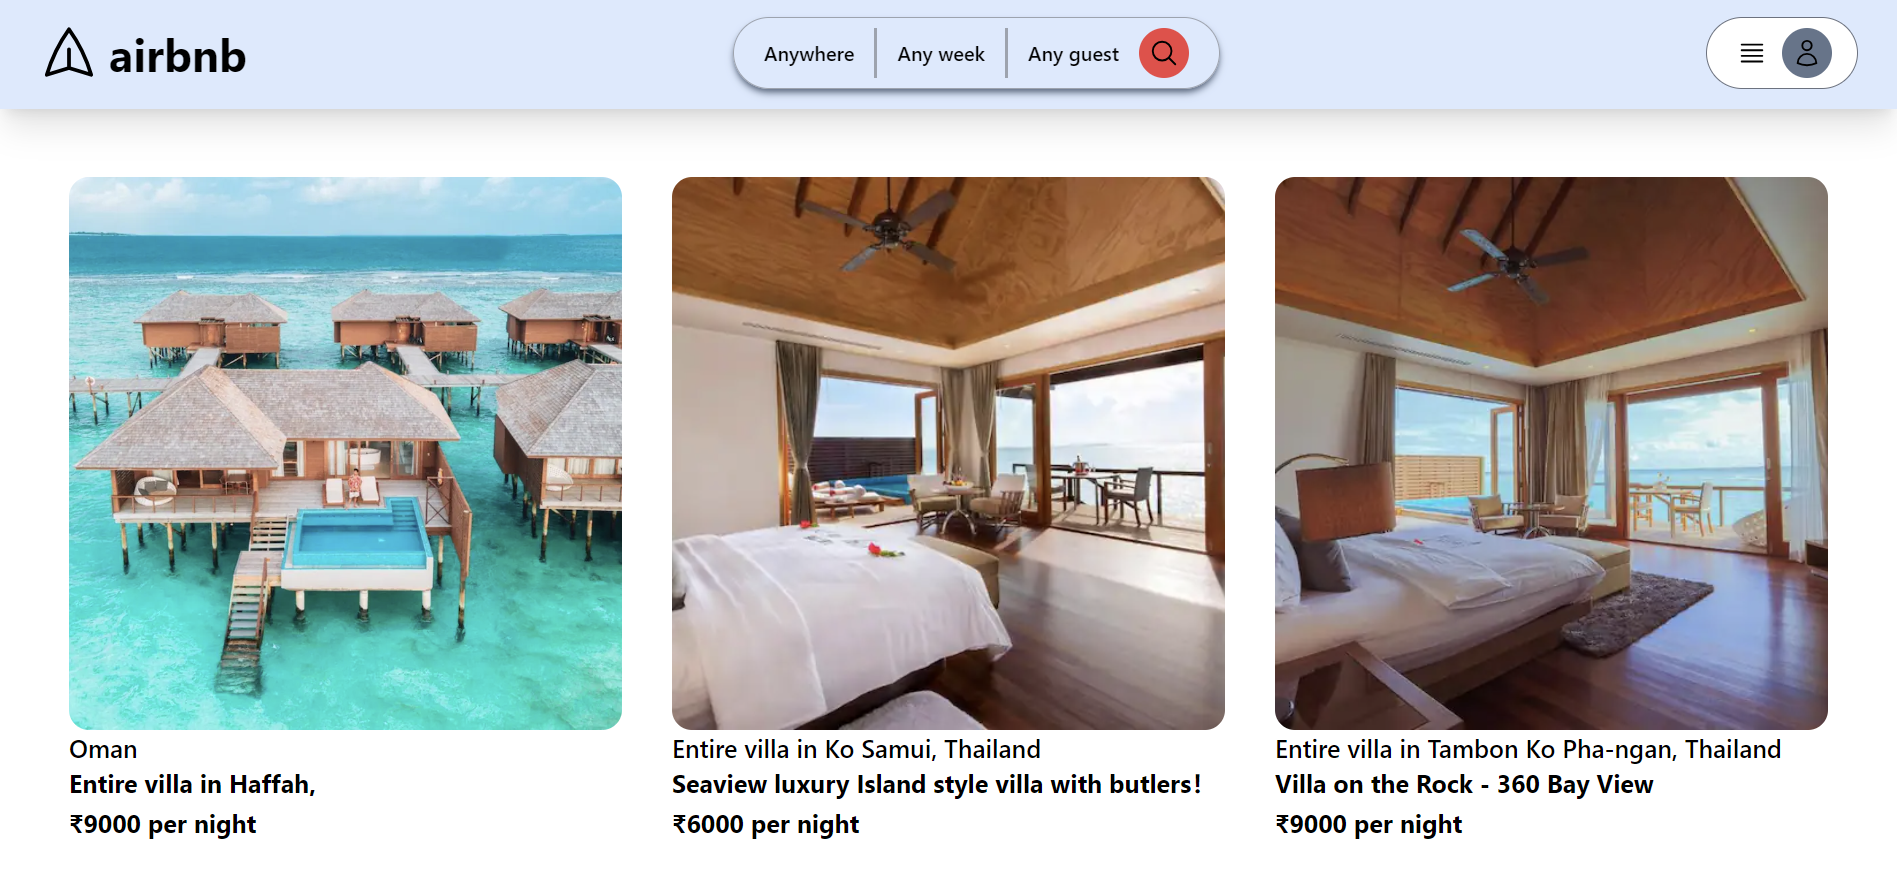 airbnb
Anywhere
Any week
Any guest
Oman
Entire villa in Haffah,
₹9000 per night
Entire villa in Ko Samui, Thailand
Seaview luxury Island style villa with butlers!
₹6000 per night
Entire villa in Tambon Ko Pha-ngan, Thailand
Villa on the Rock - 360 Bay View
₹9000 per night